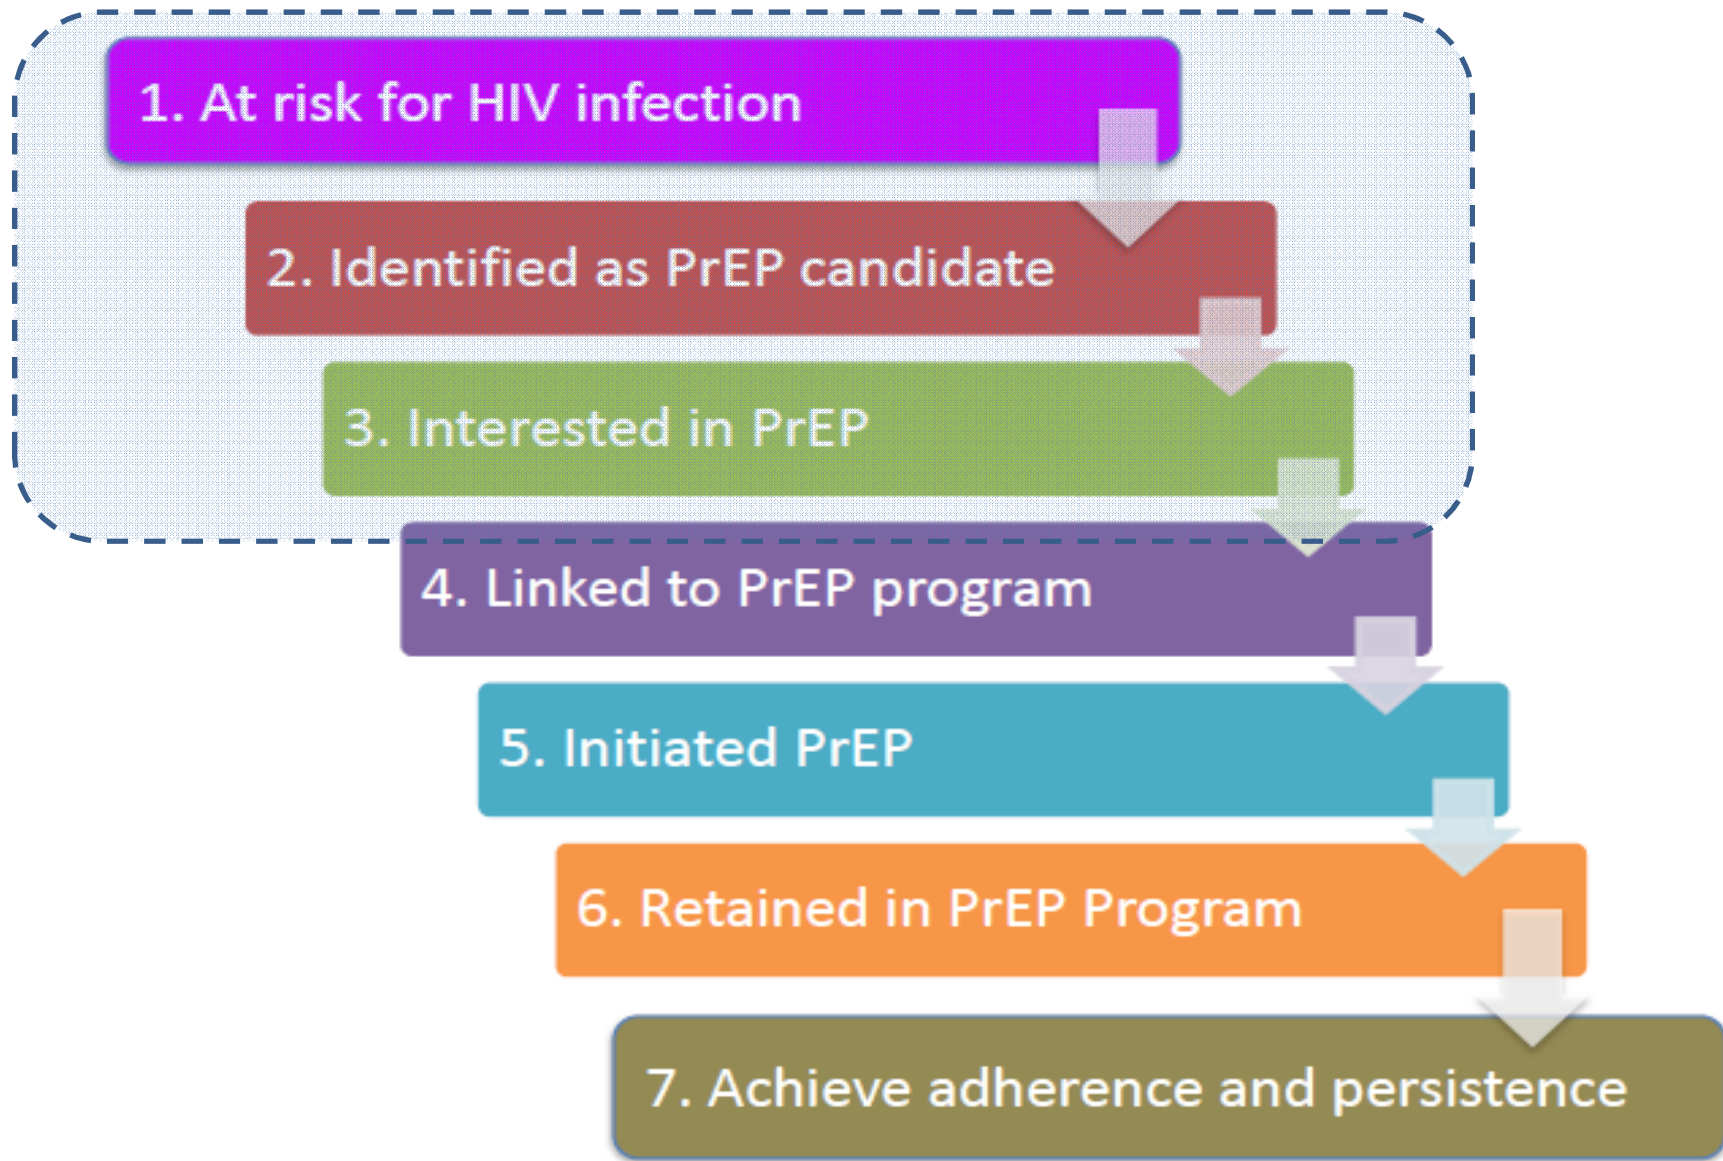 1. At risk for HIV infection
2. Identified as PrEP candidate
3. Interested in PrEP
4. Linked to PrEP program
5. Initiated PrEP
6. Retained in PrEP Program
7. Achieve adherence and persistence